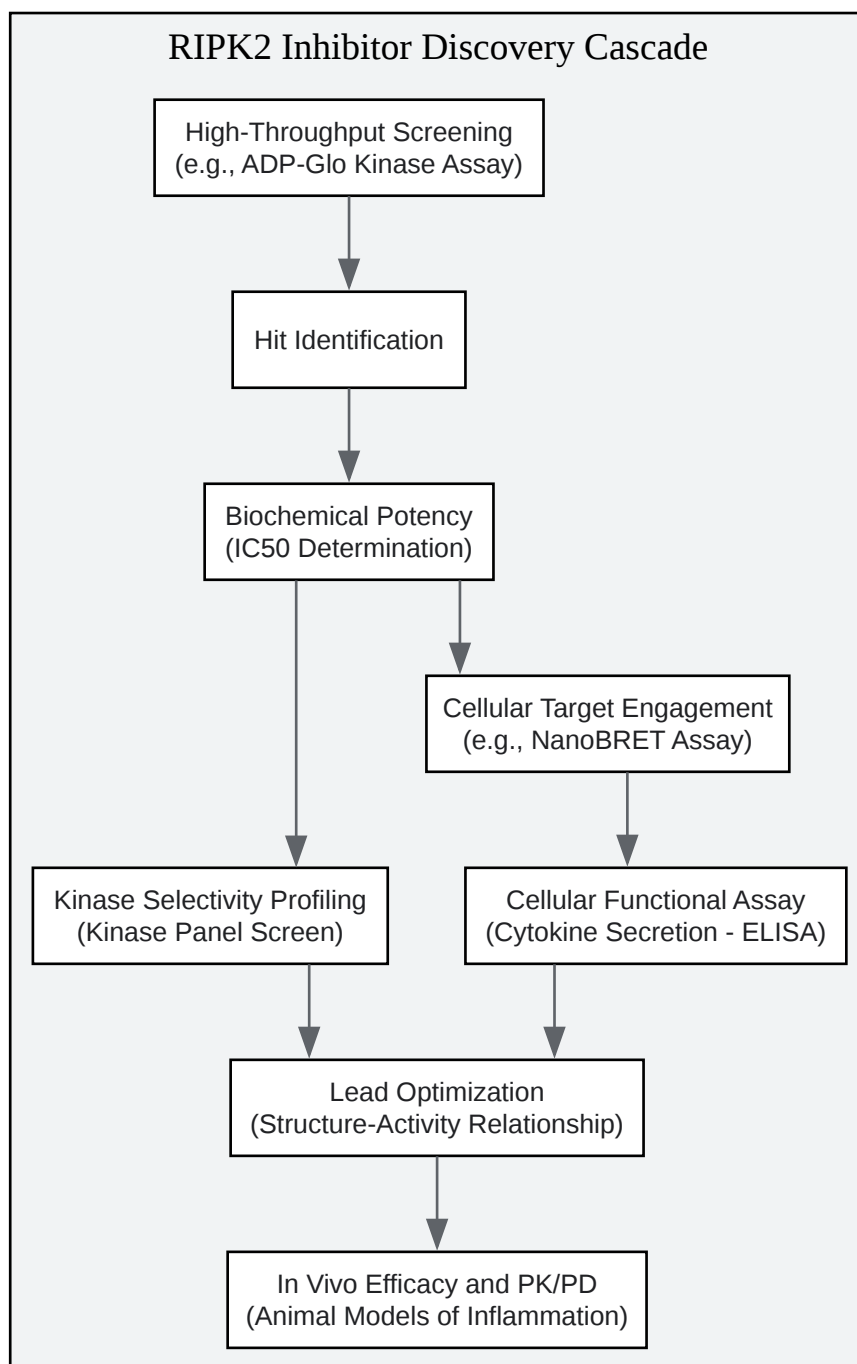 RIPK2 Inhibitor Discovery Cascade
High-Throughput Screening
(e.g., ADP-Glo Kinase Assay)
Hit Identification
Biochemical Potency
(IC50 Determination)
Cellular Target Engagement
(e.g., NanoBRET Assay)
Kinase Selectivity Profiling
(Kinase Panel Screen)
Cellular Functional Assay
(Cytokine Secretion - ELISA)
Lead Optimization
(Structure-Activity Relationship)
In Vivo Efficacy and PK/PD
(Animal Models of Inflammation)